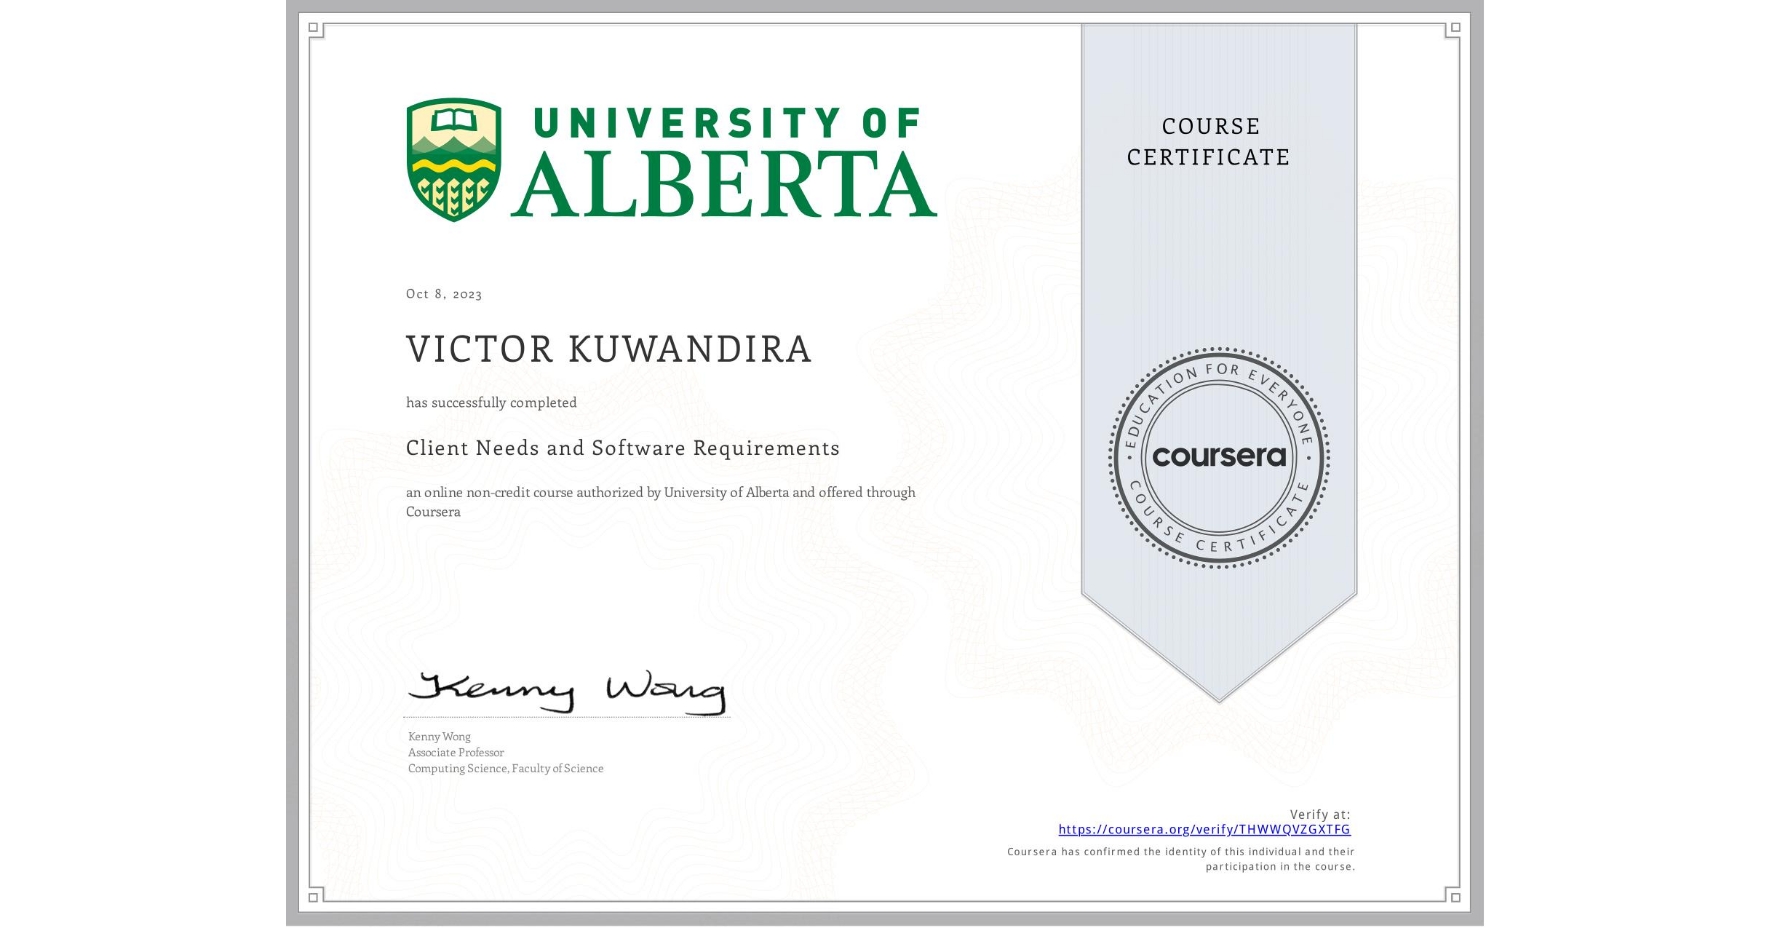 UNIVERSITY OF
ALBERTA
COURSE
CERTIFICATE
Oct 8, 2023
VICTOR KUWANDIRA
has successfully completed
Client Needs and Software Requirements
an online non-credit course authorized by University of Alberta and offered through
Coursera
EDUCATION FOR EVERYONE
coursera
COURSE CERTIFICATE
Kenny Wong
Kenny Wong
Associate Professor
Computing Science, Faculty of Science
Verify at:
https://coursera.org/verify/THWWQVZGXTFG
Coursera has confirmed the identity of this individual and their
participation in the course.